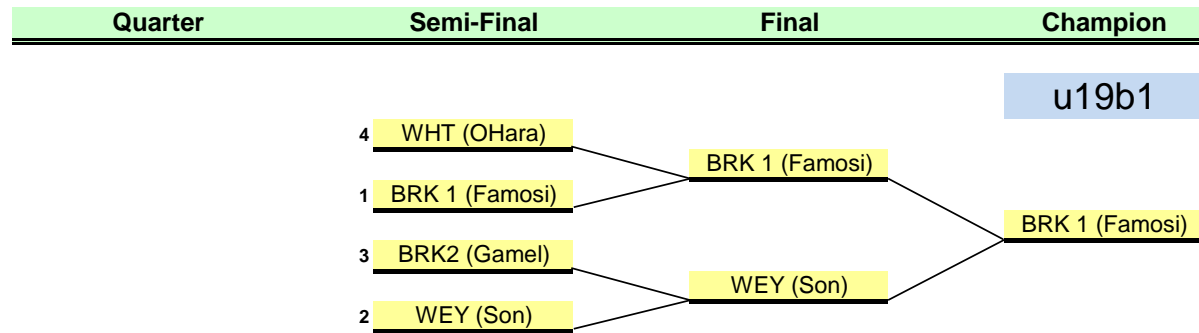 Quarter Semi-Final Final Champion
u19b1
4 WHT (OHara)
BRK 1 (Famosi)
1 BRK 1 (Famosi)
BRK 1 (Famosi)
3 BRK2 (Gamel)
WEY (Son)
2 WEY (Son)